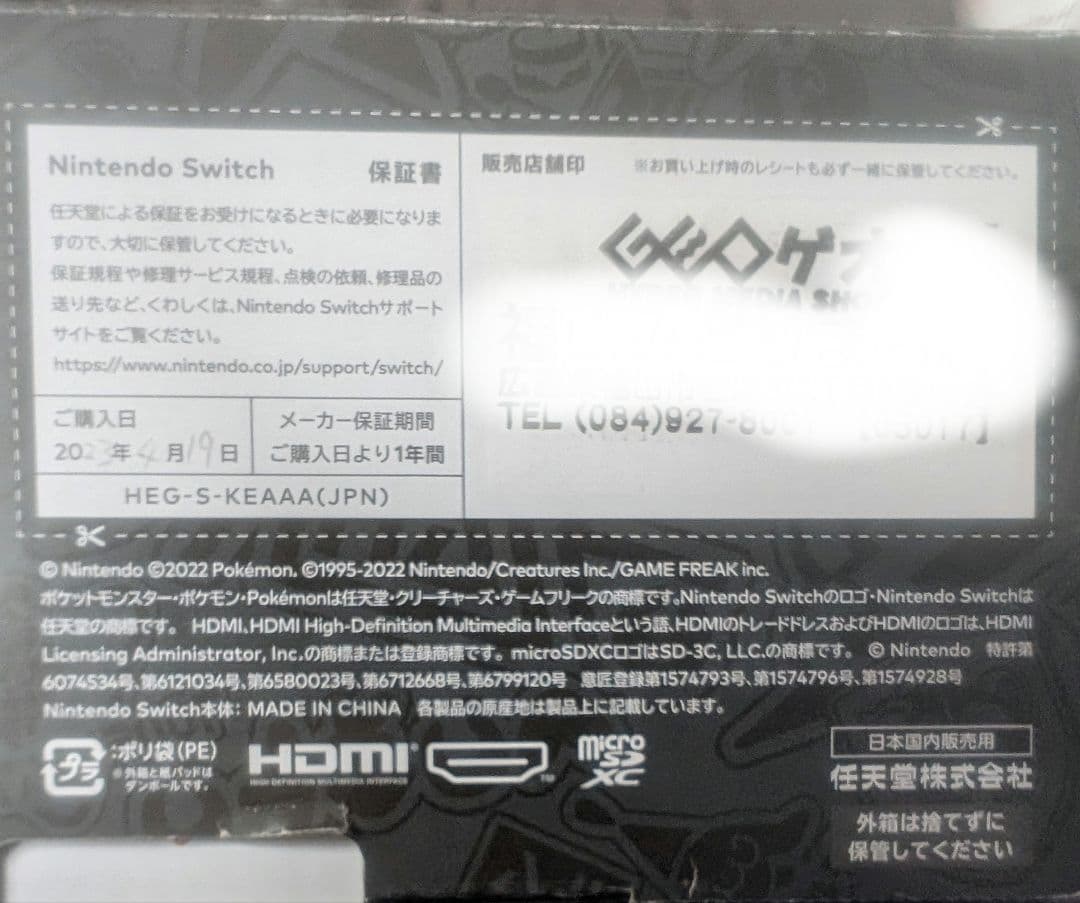 Nintendo Switch 保証書
任天堂による保証をお受けになるときに必要になりま
すので、大切に保管してください。
保証規程や修理サービス規程、点検の依頼、修理品の
送り先など、くわしくは、Nintendo Switchサポート
サイトをご覧ください。
https://www.nintendo.co.jp/support/switch/
ご購入日
2023年4月19日
メーカー保証期間
ご購入日より1年間
HEG-S-KEAAA(JPN)
販売店舗印 ※お買い上げ時のレシートも必ず一緒に保管してください。
GEOゲオ
MEDIA SHO
TEL (084)927-80
© Nintendo ©2022 Pokémon. ©1995-2022 Nintendo/Creatures Inc./GAME FREAK inc.
ポケットモンスター・ポケモン・Pokémonは任天堂・クリーチャーズ・ゲームフリークの商標です。Nintendo Switchのロゴ・Nintendo Switchは
任天堂の商標です。 HDMI、HDMI High-Definition Multimedia Interfaceという語、HDMIのトレードドレスおよびHDMIのロゴは、HDMI
Licensing Administrator, Inc.の商標または登録商標です。microSDXCロゴはSD-3C, LLC.の商標です。 © Nintendo 特許第
6074534号、第6121034号、第6580023号、第6712668号、第6799120号 意匠登録第1574793号、第1574796号、第1574928号
Nintendo Switch本体: MADE IN CHINA 各製品の原産地は製品上に記載しています。
プラ
:ポリ袋(PE)
※外箱と紙パッドは
ダンボールです。
HDMI
HIGH DEFINITION MULTIMEDIA INTERFACE
micro
SD
XC
日本国内販売用
任天堂株式会社
外箱は捨てずに
保管してください